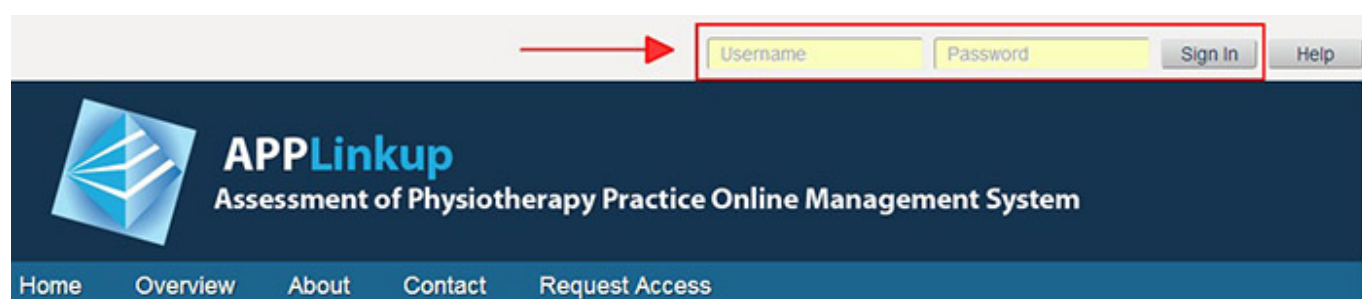 Username Password Sign In Help
APPLinkup
Assessment of Physiotherapy Practice Online Management System
Home Overview About Contact Request Access